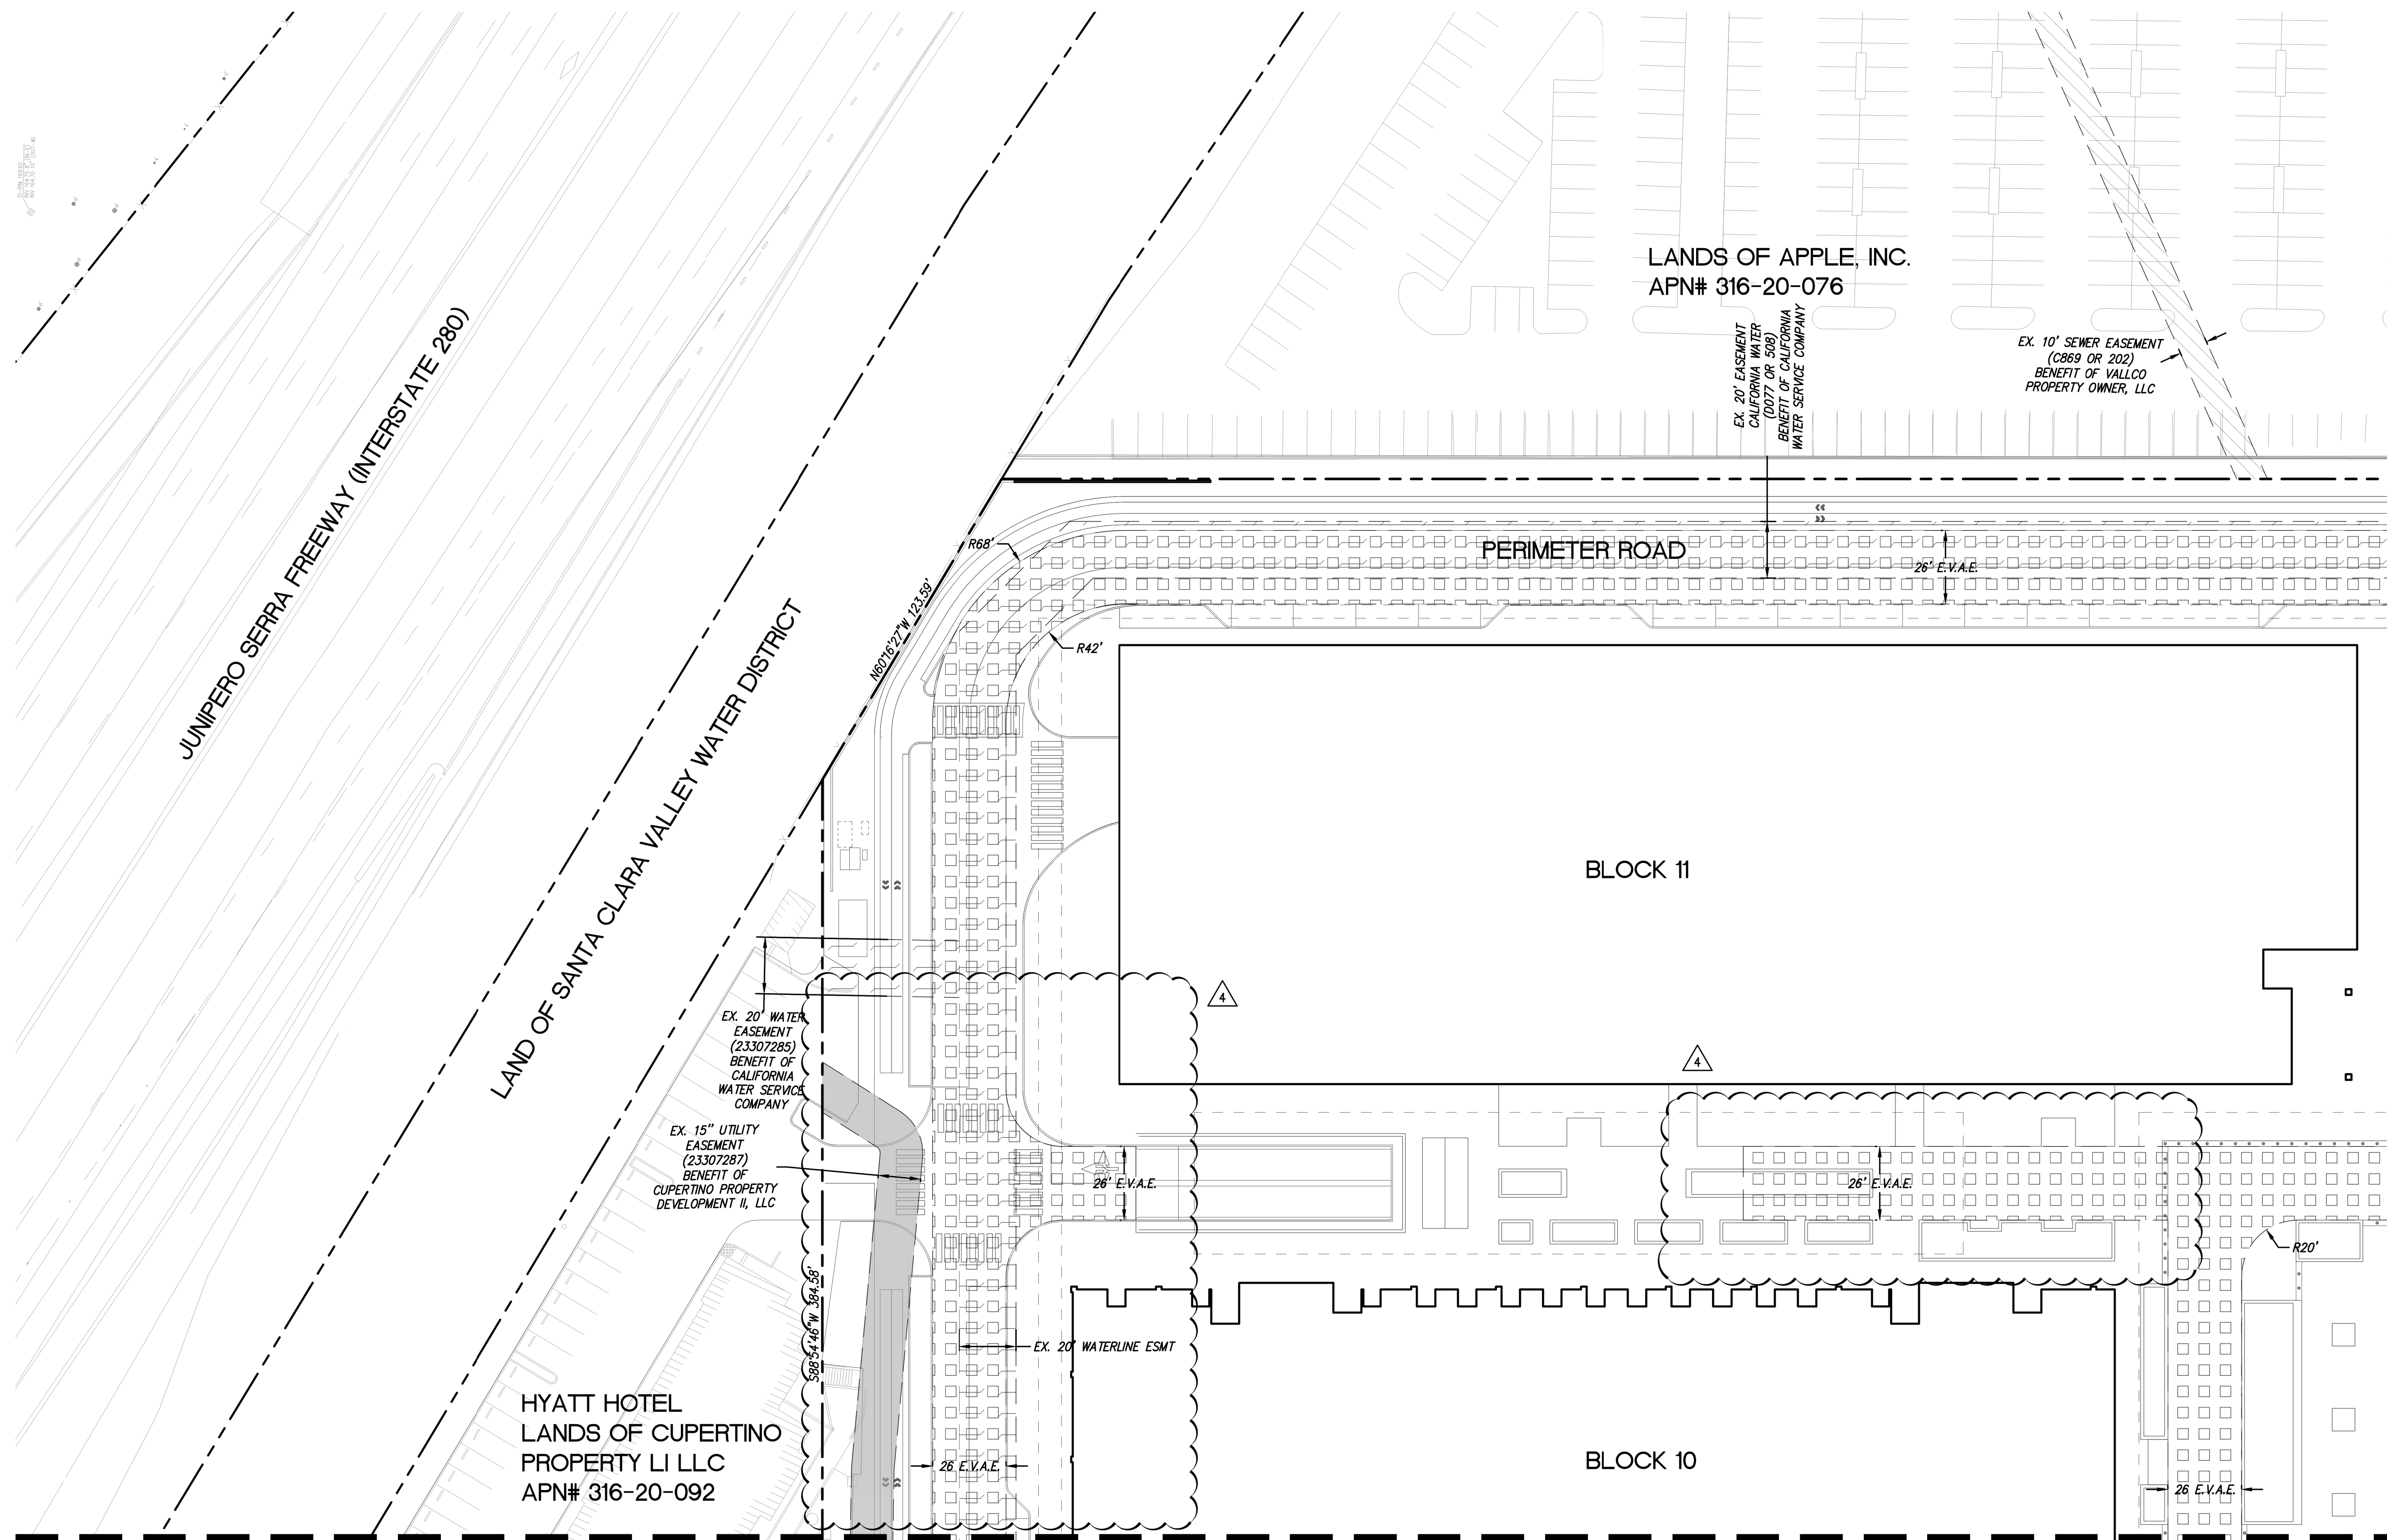 LANDS OF APPLE, INC.
APN# 316-20-076
EX. 20' EASEMENT
CALIFORNIA WATER
(D077 OR 508)
BENEFIT OF CALIFORNIA
WATER SERVICE COMPANY
EX. 10' SEWER EASEMENT
(C869 OR 202)
BENEFIT OF VALLCO
PROPERTY OWNER, LLC
JUNIPERO SERRA FREEWAY (INTERSTATE 280)
LAND OF SANTA CLARA VALLEY WATER DISTRICT
R68'
PERIMETER ROAD
26' E.V.A.E.
N60°16'27"W 123.59'
R42'
BLOCK 11
4
EX. 20' WATER
EASEMENT
(23307285)
BENEFIT OF
CALIFORNIA
WATER SERVICE
COMPANY
4
EX. 15" UTILITY
EASEMENT
(23307287)
BENEFIT OF
CUPERTINO PROPERTY
DEVELOPMENT II, LLC
26' E.V.A.E.
26' E.V.A.E.
R20'
S88°54'46"W 384.58'
EX. 20' WATERLINE ESMT
HYATT HOTEL
LANDS OF CUPERTINO
PROPERTY LI LLC
APN# 316-20-092
26 E.V.A.E.
BLOCK 10
26 E.V.A.E.